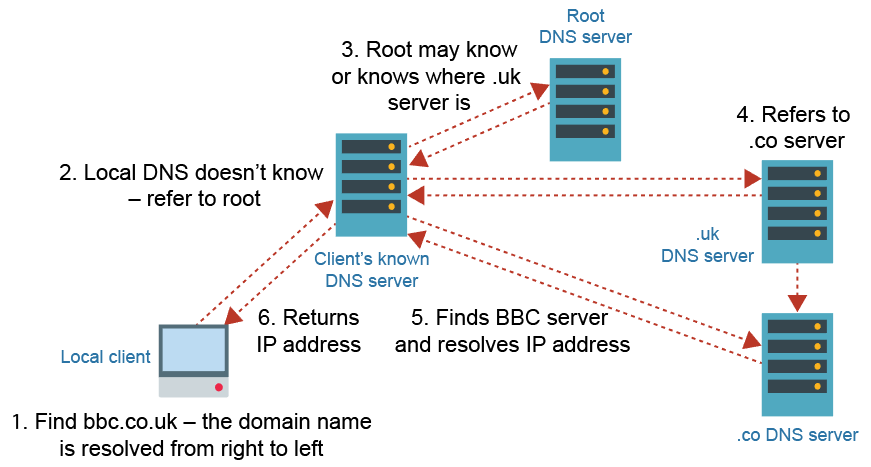 Root
DNS server
3. Root may know
or knows where .uk
server is
4. Refers to
.co server
2. Local DNS doesn’t know
– refer to root
.uk
DNS server
Client’s known
DNS server
6. Returns
IP address
5. Finds BBC server
and resolves IP address
Local client
1. Find bbc.co.uk – the domain name
is resolved from right to left
.co DNS server